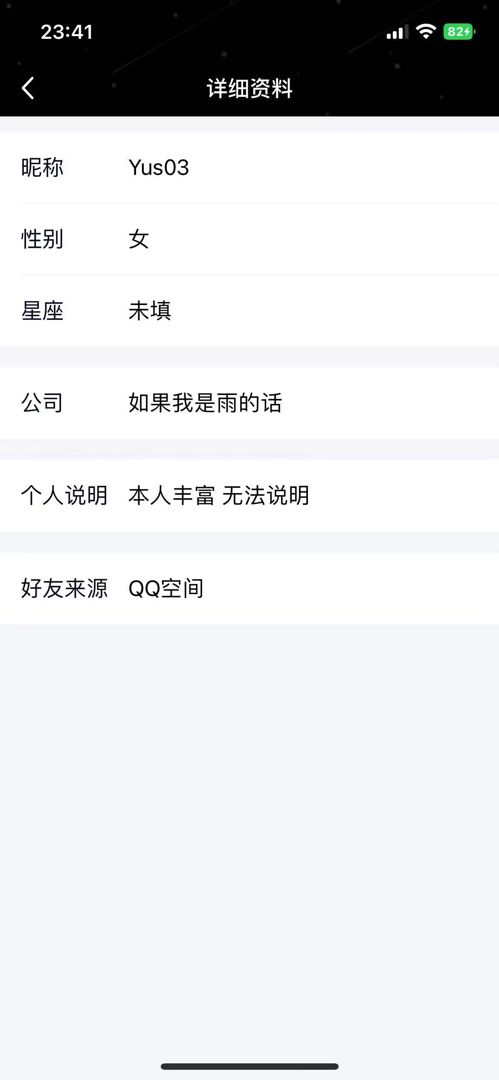 23:41
82
详细资料
昵称 Yus03
性别 女
星座 未填
公司 如果我是雨的话
个人说明 本人丰富 无法说明
好友来源 QQ空间